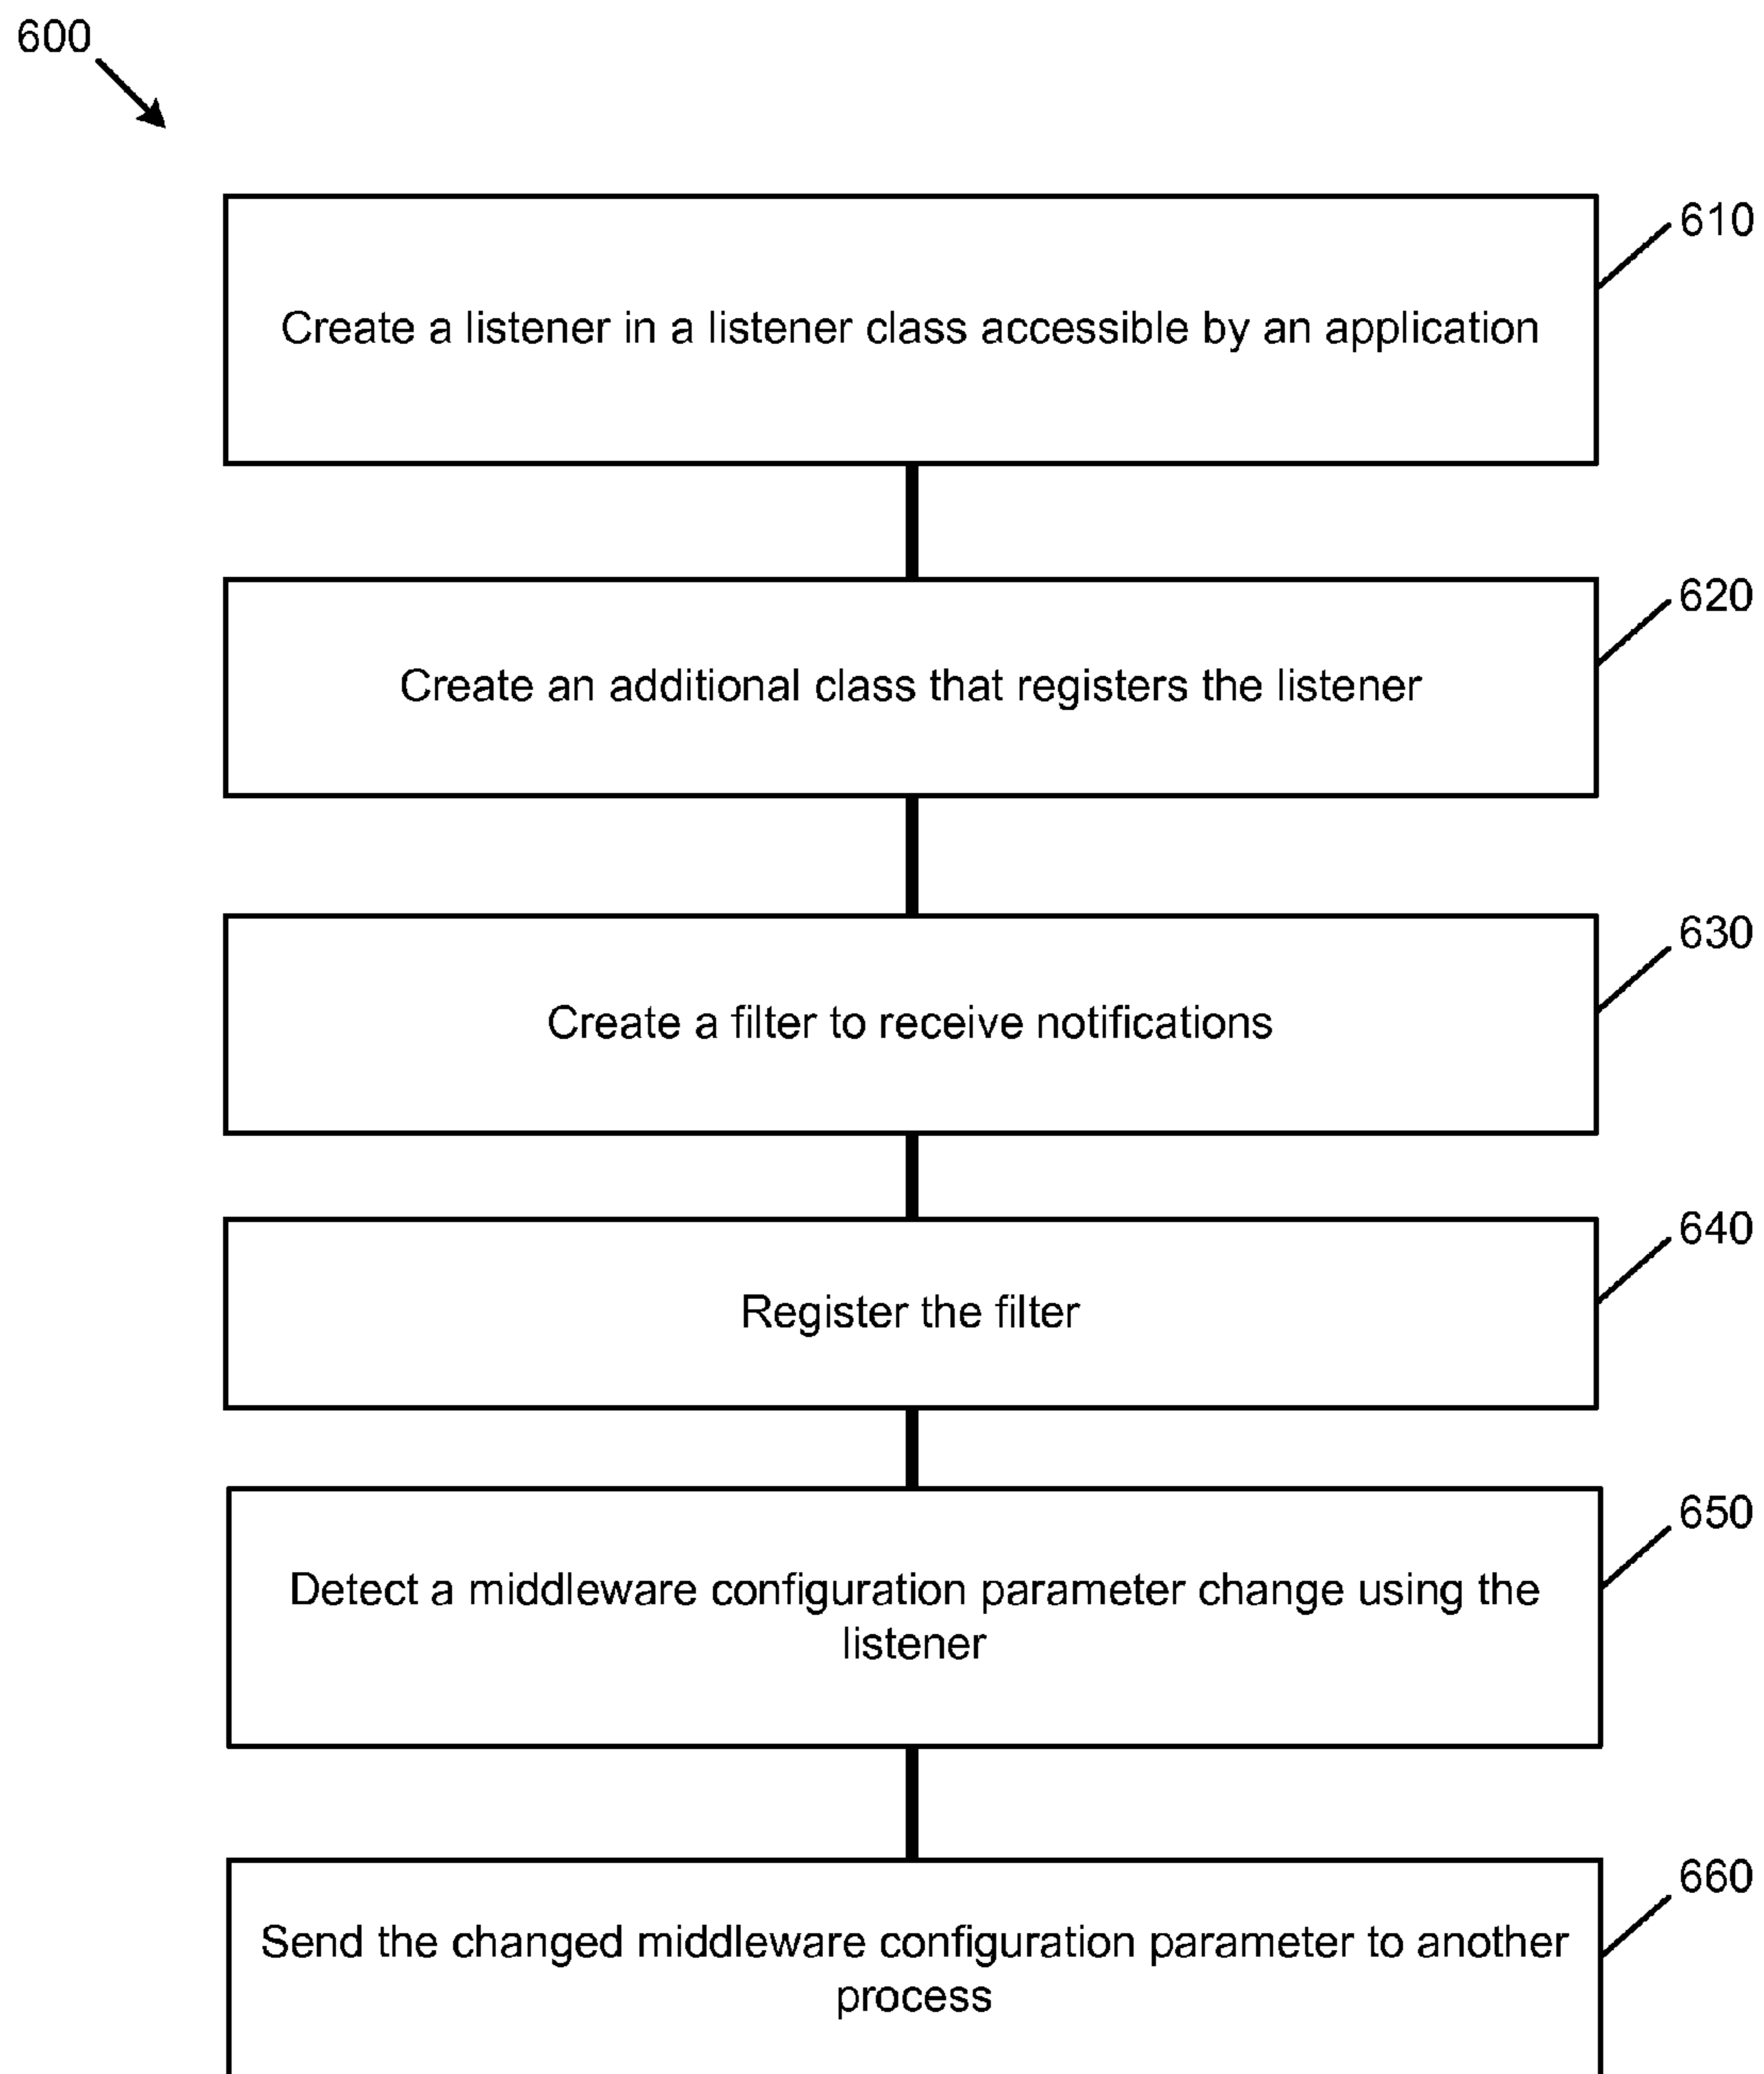 600
610
Create a listener in a listener class accessible by an application
620
Create an additional class that registers the listener
630
Create a filter to receive notifications
640
Register the filter
650
Detect a middleware configuration parameter change using the
listener
660
Send the changed middleware configuration parameter to another
process